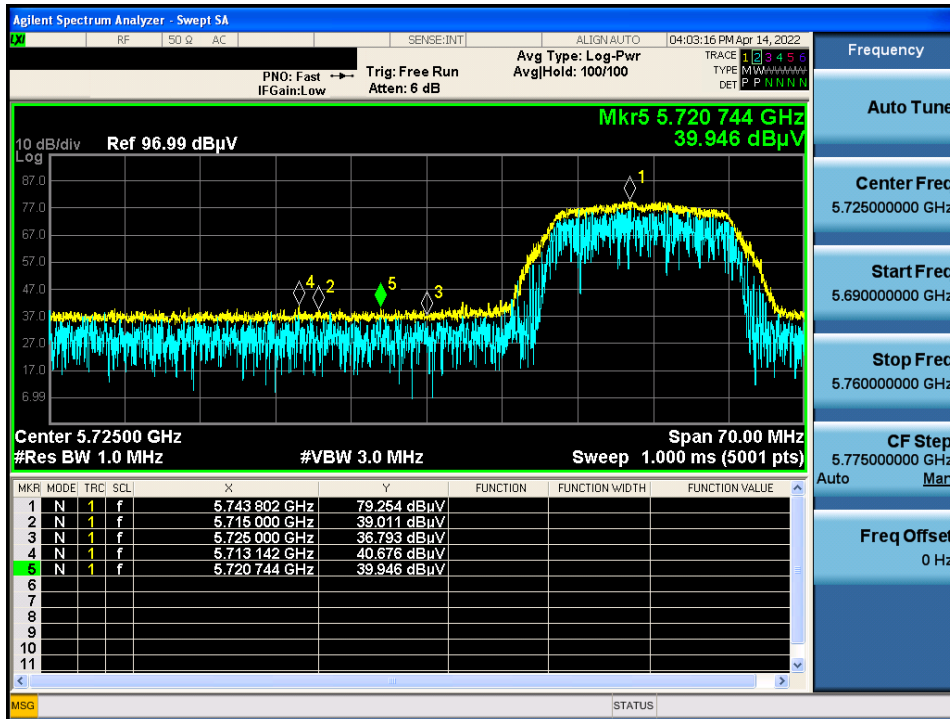 Agilent Spectrum Analyzer - Swept SA
LXI RF 50 Ω AC SENSE:INT ALIGN AUTO 04:03:16 PM Apr 14, 2022
PNO: Fast Trig: Free Run Avg Type: Log-Pwr TRACE 1 2 3 4 5 6
IFGain:Low Atten: 6 dB Avg|Hold: 100/100 TYPE M W W W W W
DET P P N N N N
Mkr5 5.720 744 GHz
39.946 dBµV
10 dB/div Ref 96.99 dBµV
Log
87.0
77.0
67.0
57.0
47.0
37.0
27.0
17.0
6.99
1
4 2 5 3
Center 5.72500 GHz Span 70.00 MHz
#Res BW 1.0 MHz #VBW 3.0 MHz Sweep 1.000 ms (5001 pts)
MKR MODE TRC SCL X Y FUNCTION FUNCTION WIDTH FUNCTION VALUE
1 N 1 f 5.743 802 GHz 79.254 dBµV
2 N 1 f 5.715 000 GHz 39.011 dBµV
3 N 1 f 5.725 000 GHz 36.793 dBµV
4 N 1 f 5.713 142 GHz 40.676 dBµV
5 N 1 f 5.720 744 GHz 39.946 dBµV
6
7
8
9
10
11
MSG STATUS
Frequency
Auto Tune
Center Freq
5.725000000 GHz
Start Freq
5.690000000 GHz
Stop Freq
5.760000000 GHz
CF Step
5.775000000 GHz
Auto Man
Freq Offset
0 Hz